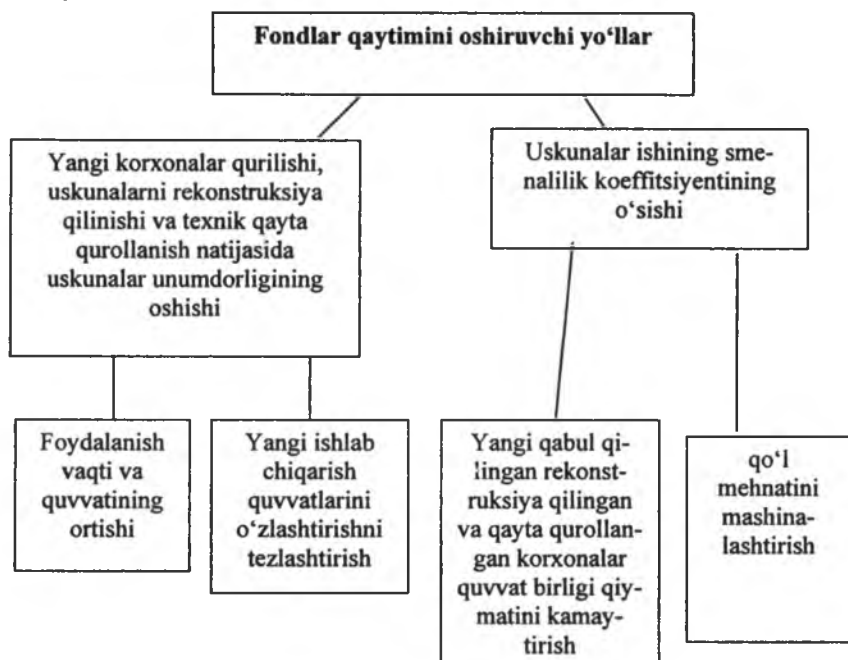 Fondlar qaytimini oshiruvchi yo‘llar
Yangi korxonalar qurilishi,
uskunalarni rekonstruksiya
qilinishi va texnik qayta
qurollanish natijasida
uskunalar unumdorligining
oshishi
Uskunalar ishining sme-
nalilik koeffitsiyentining
o‘sishi
Foydalanish
vaqti va
quvvatining
ortishi
Yangi ishlab
chiqarish
quvvatlarini
o‘zlashtirishni
tezlashtirish
Yangi qabul qi-
lingan rekonst-
ruksiya qilingan
va qayta qurollan-
gan korxonalar
quvvat birligi qiy-
matini kamay-
tirish
qo‘l
mehnatini
mashina-
lashtirish